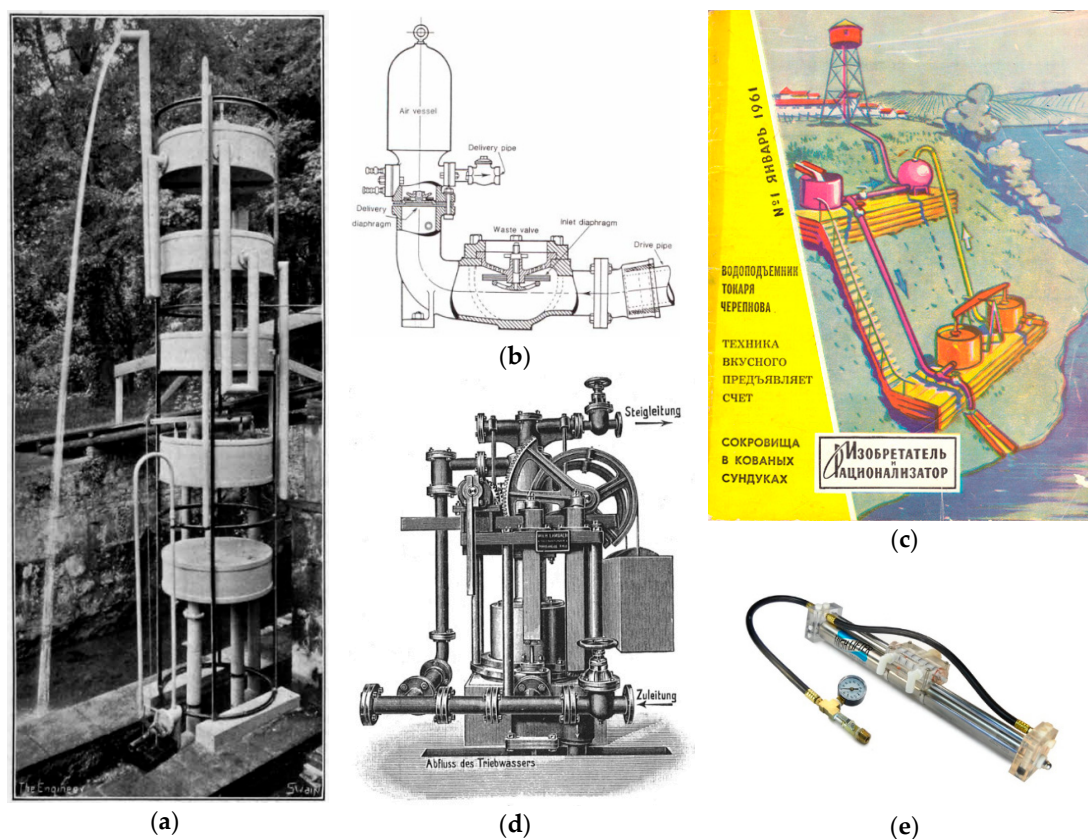 The Engineer
Swain
(a)
Air vessel
Delivery pipe
Delivery
diaphragm
Waste valve
Inlet diaphragm
Drive pipe
(b)
№1 ЯНВАРЬ 1961
ВОДОПОДЪЕМНИК
ТОКАРЯ
ЧЕРЕПНОВА
ТЕХНИКА
ВКУСНОГО
ПРЕДЪЯВЛЯЕТ
СЧЕТ
СОКРОВИЩА
В КОВАНЫХ
СУНДУКАХ
ИЗОБРЕТАТЕЛЬ
И
РАЦИОНАЛИЗАТОР
(c)
Steigleitung
Zuleitung
Abfluss des Triebwassers
(d)
(e)